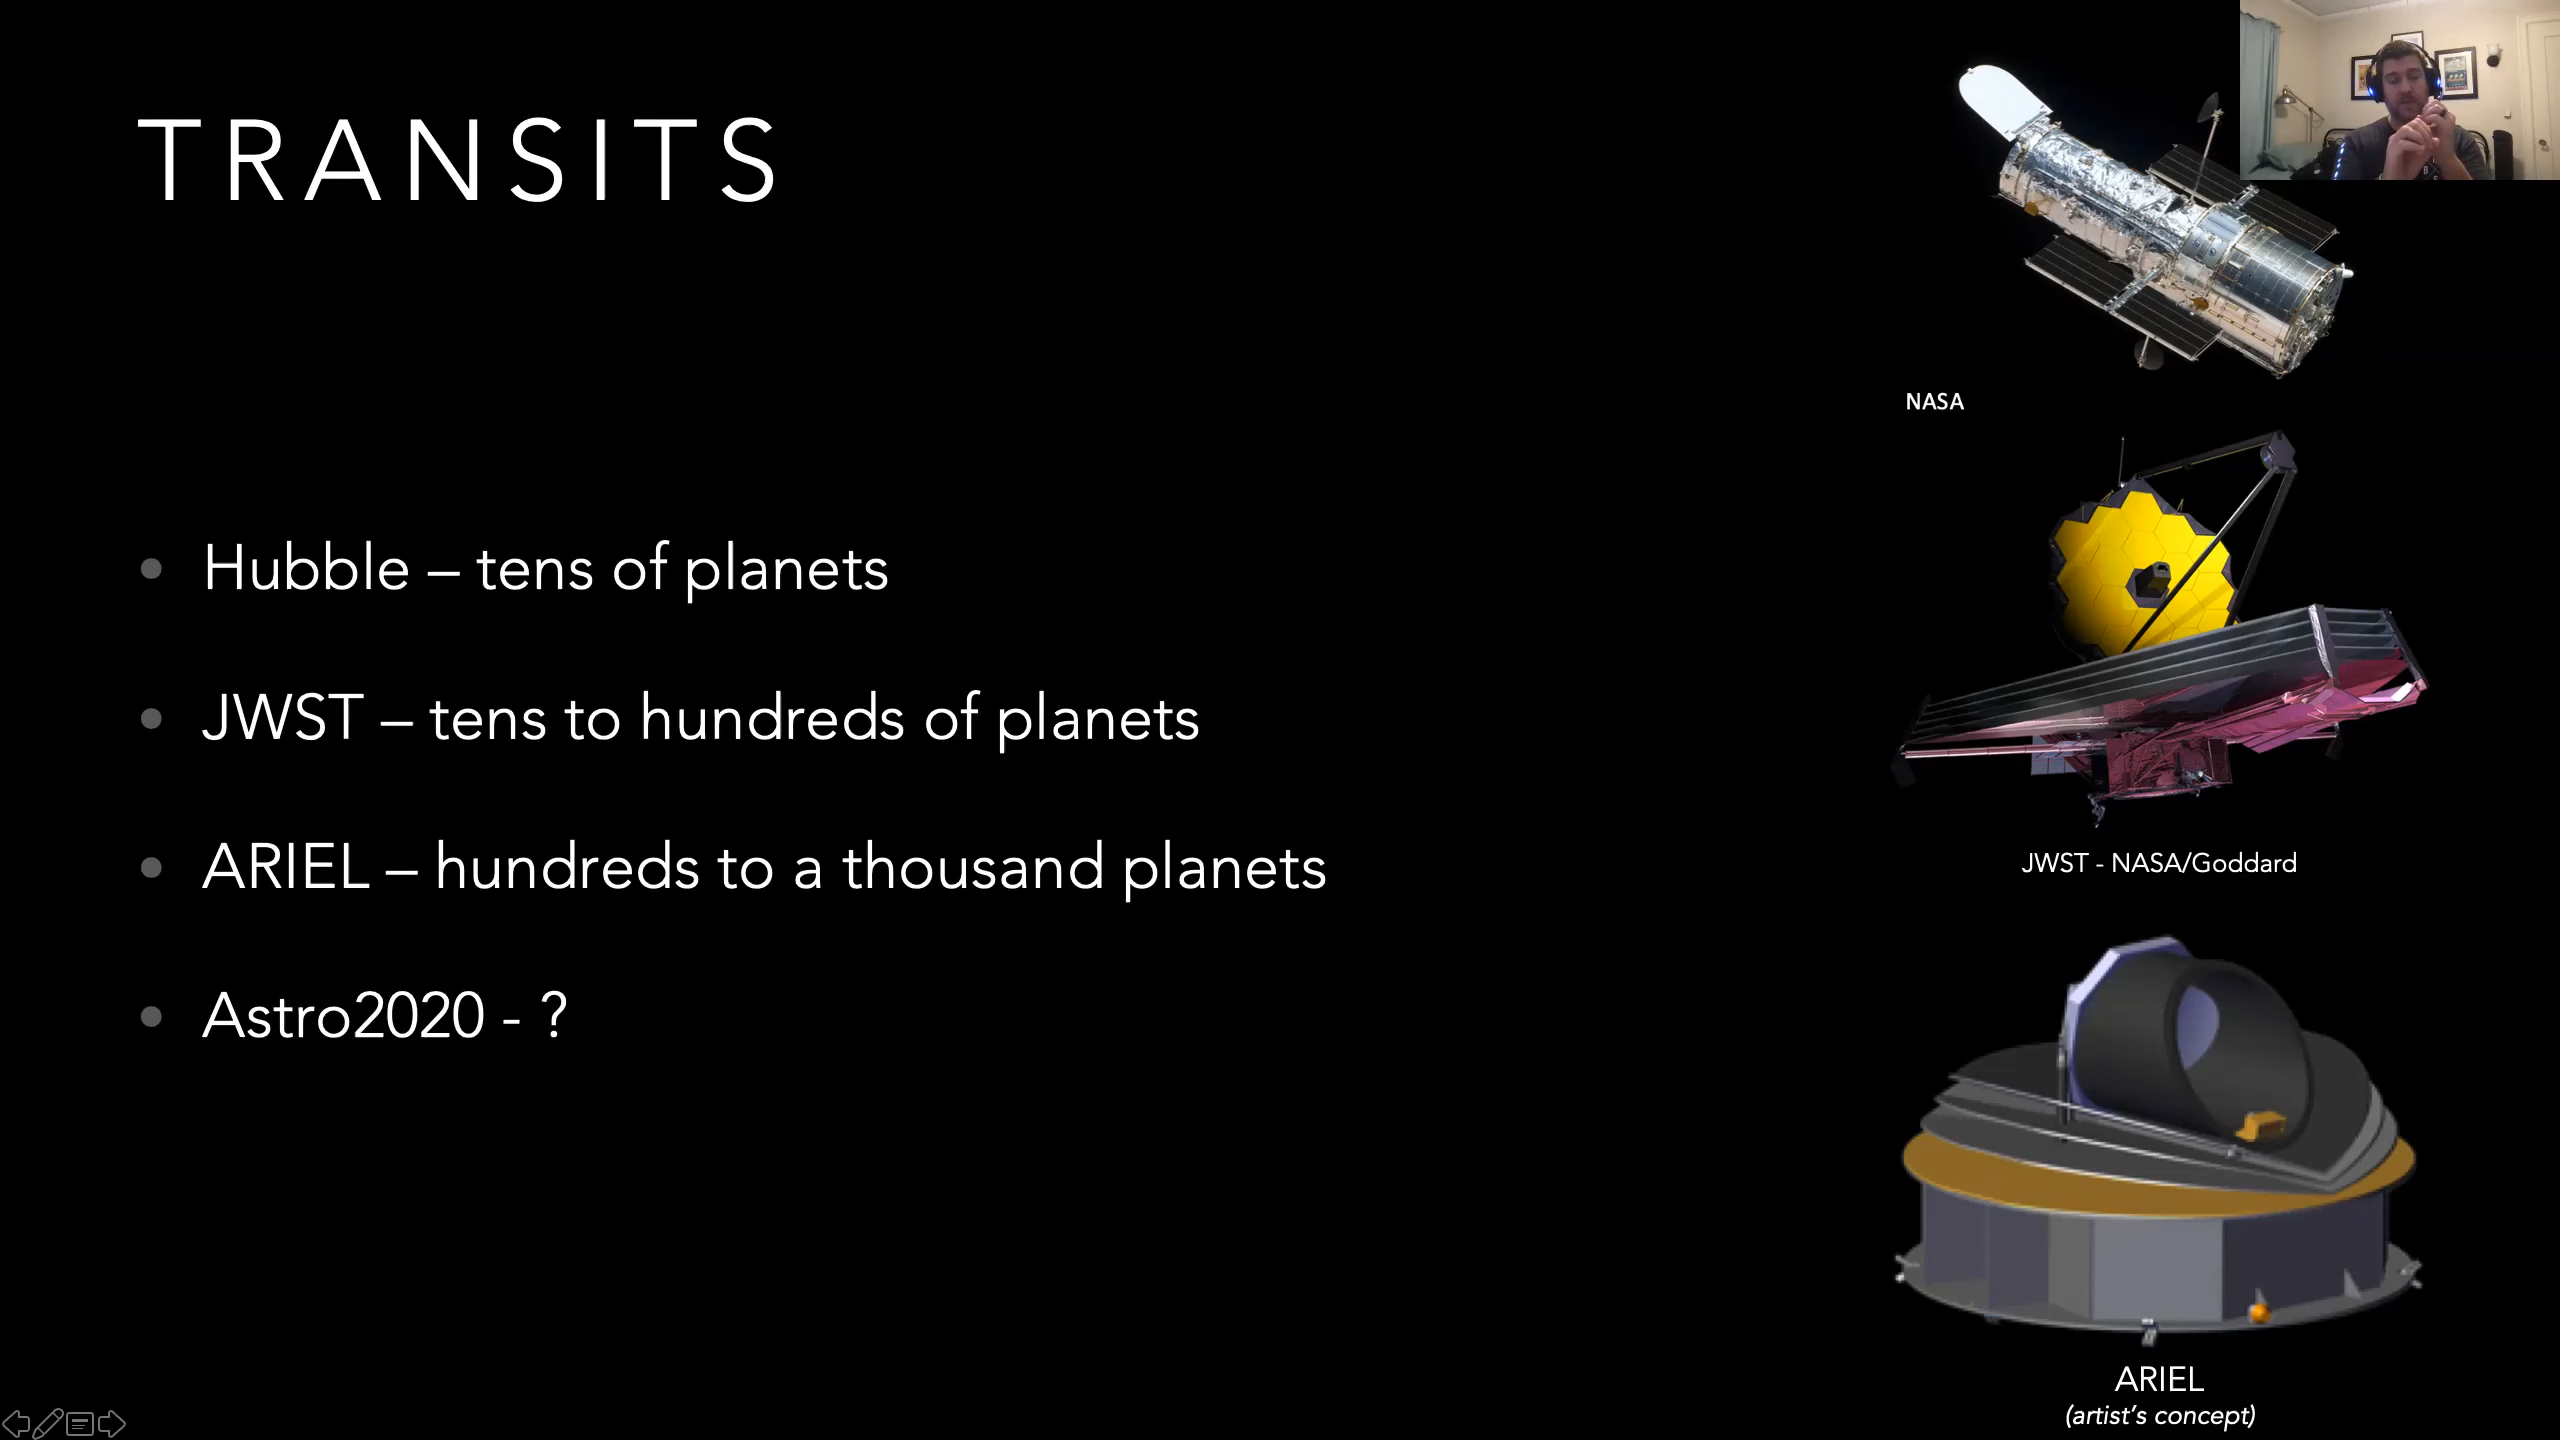 TRANSITS
Hubble – tens of planets
JWST – tens to hundreds of planets
ARIEL – hundreds to a thousand planets
Astro2020 - ?
NASA
JWST - NASA/Goddard
ARIEL
(artist's concept)